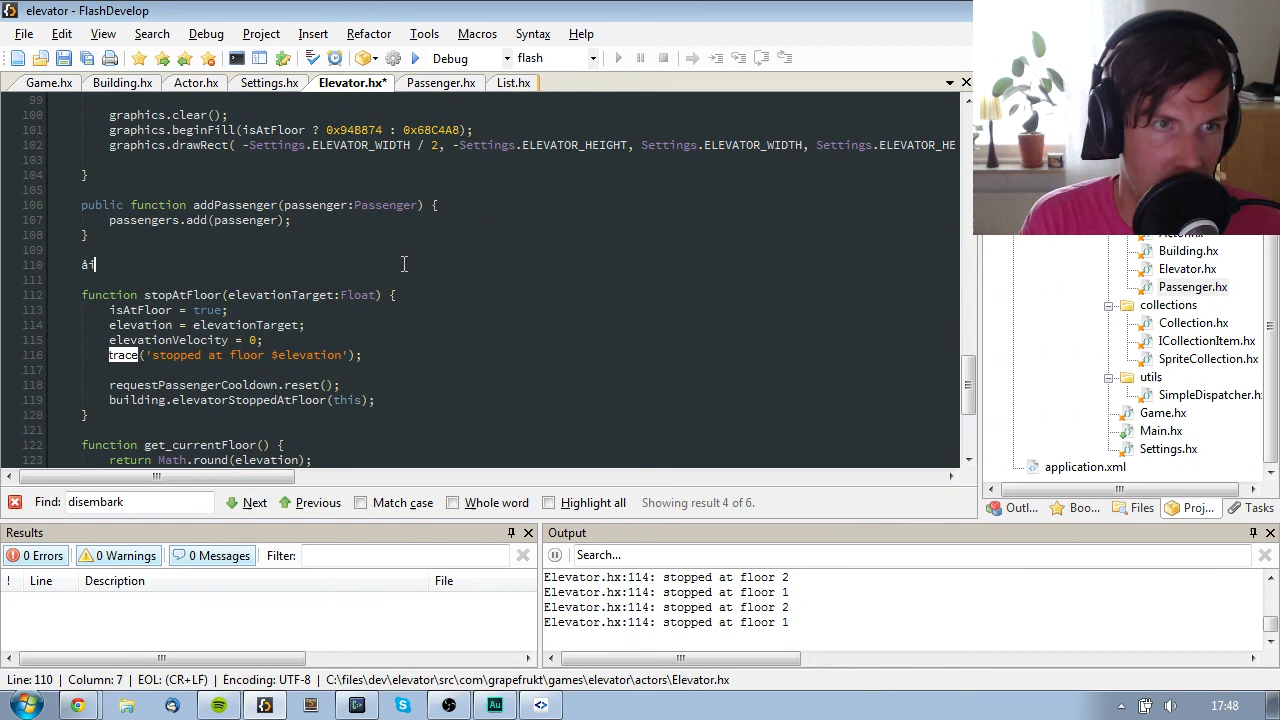 elevator - FlashDevelop
File Edit View Search Debug Project Insert Refactor Tools Macros Syntax Help
Debug flash
Game.hx Building.hx Actor.hx Settings.hx Elevator.hx* Passenger.hx List.hx
99
100 graphics.clear();
101 graphics.beginFill(isAtFloor ? 0x94B874 : 0x68C4A8);
102 graphics.drawRect( -Settings.ELEVATOR_WIDTH / 2, -Settings.ELEVATOR_HEIGHT, Settings.ELEVATOR_WIDTH, Settings.ELEVATOR_HE
103
104 }
105
106 public function addPassenger(passenger:Passenger) {
107 passengers.add(passenger);
108 }
109
110 åi
111
112 function stopAtFloor(elevationTarget:Float) {
113 isAtFloor = true;
114 elevation = elevationTarget;
115 elevationVelocity = 0;
116 trace('stopped at floor $elevation');
117
118 requestPassengerCooldown.reset();
119 building.elevatorStoppedAtFloor(this);
120 }
121
122 function get_currentFloor() {
123 return Math.round(elevation);
Actor.hx
Building.hx
Elevator.hx
Passenger.hx
collections
Collection.hx
ICollectionItem.hx
SpriteCollection.hx
utils
SimpleDispatcher.h
Game.hx
Main.hx
Settings.hx
application.xml
Find: disembark Next Previous Match case Whole word Highlight all Showing result 4 of 6.
Outl... Boo... Files Proj... Tasks
Results
0 Errors 0 Warnings 0 Messages Filter:
! Line Description File
Output
Search...
Elevator.hx:114: stopped at floor 2
Elevator.hx:114: stopped at floor 1
Elevator.hx:114: stopped at floor 2
Elevator.hx:114: stopped at floor 1
Line: 110 Column: 7 EOL: (CR+LF) Encoding: UTF-8 C:\files\dev\elevator\src\com\grapefrukt\games\elevator\actors\Elevator.hx
17:48